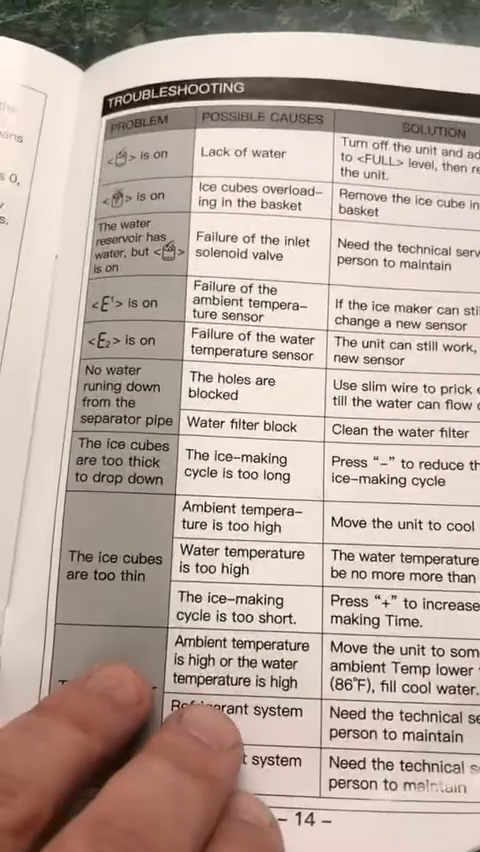 TROUBLESHOOTING
PROBLEM POSSIBLE CAUSES SOLUTION
< > is on
Lack of water
Turn off the unit and
to <FULL> level, then
the unit.
< > is on
Ice cubes overload-
ing in the basket
Remove the ice cube in
basket
The water
reservoir has
water, but < >
is on
Failure of the inlet
solenoid valve
Need the technical
person to maintain
<E1> is on
Failure of the
ambient tempera-
ture sensor
If the ice maker can
change a new sensor
<E2> is on
Failure of the water
temperature sensor
The unit can still work,
new sensor
No water
runing down
from the
separator pipe
The holes are
blocked
Use slim wire to prick
till the water can flow
Water filter block
Clean the water filter
The ice cubes
are too thick
to drop down
The ice-making
cycle is too long
Press “-” to reduce
ice-making cycle
The ice cubes
are too thin
Ambient tempera-
ture is too high
Move the unit to cool
Water temperature
is too high
The water temperature
be no more more than
The ice-making
cycle is too short.
Press “+” to increase
making Time.
Ambient temperature
is high or the water
temperature is high
Move the unit to
ambient Temp lower
(86°F), fill cool water.
system
Need the technical
person to maintain
system
Need the technical
person to maintain
- 14 -